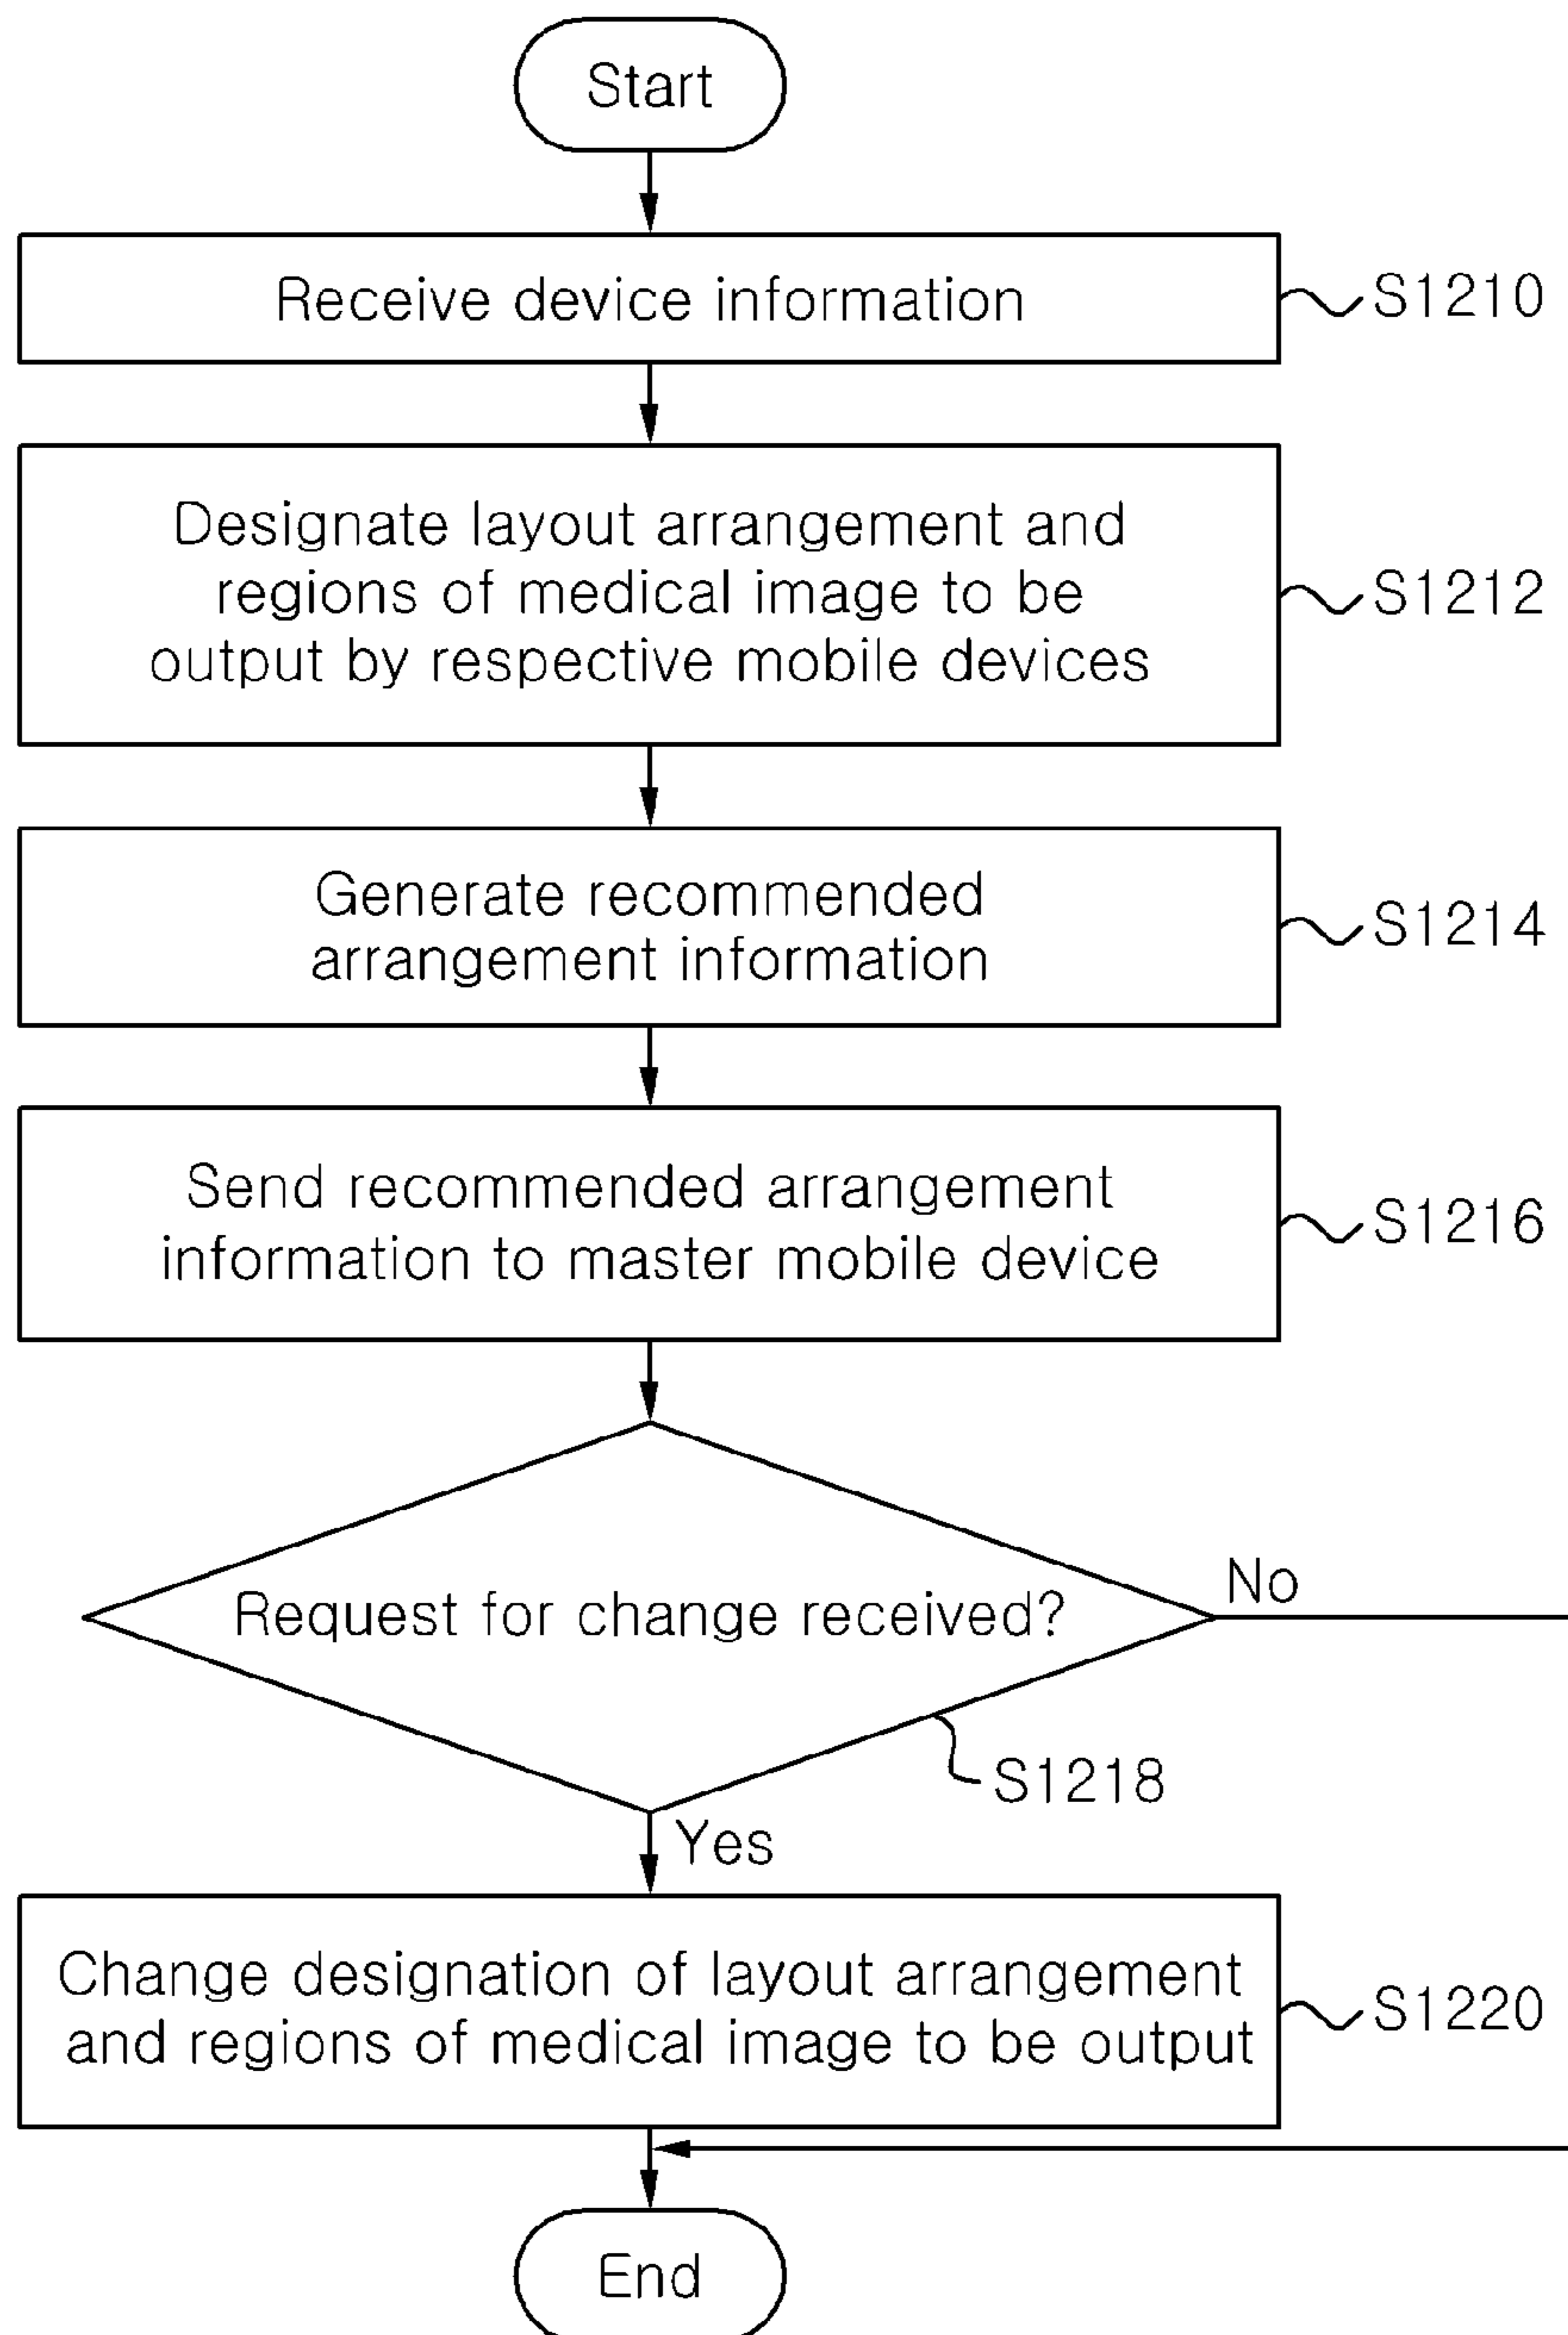 Start
Receive device information
S1210
Designate layout arrangement and
regions of medical image to be
output by respective mobile devices
S1212
Generate recommended
arrangement information
S1214
Send recommended arrangement
information to master mobile device
S1216
Request for change received?
No
S1218
Yes
Change designation of layout arrangement
and regions of medical image to be output
S1220
End